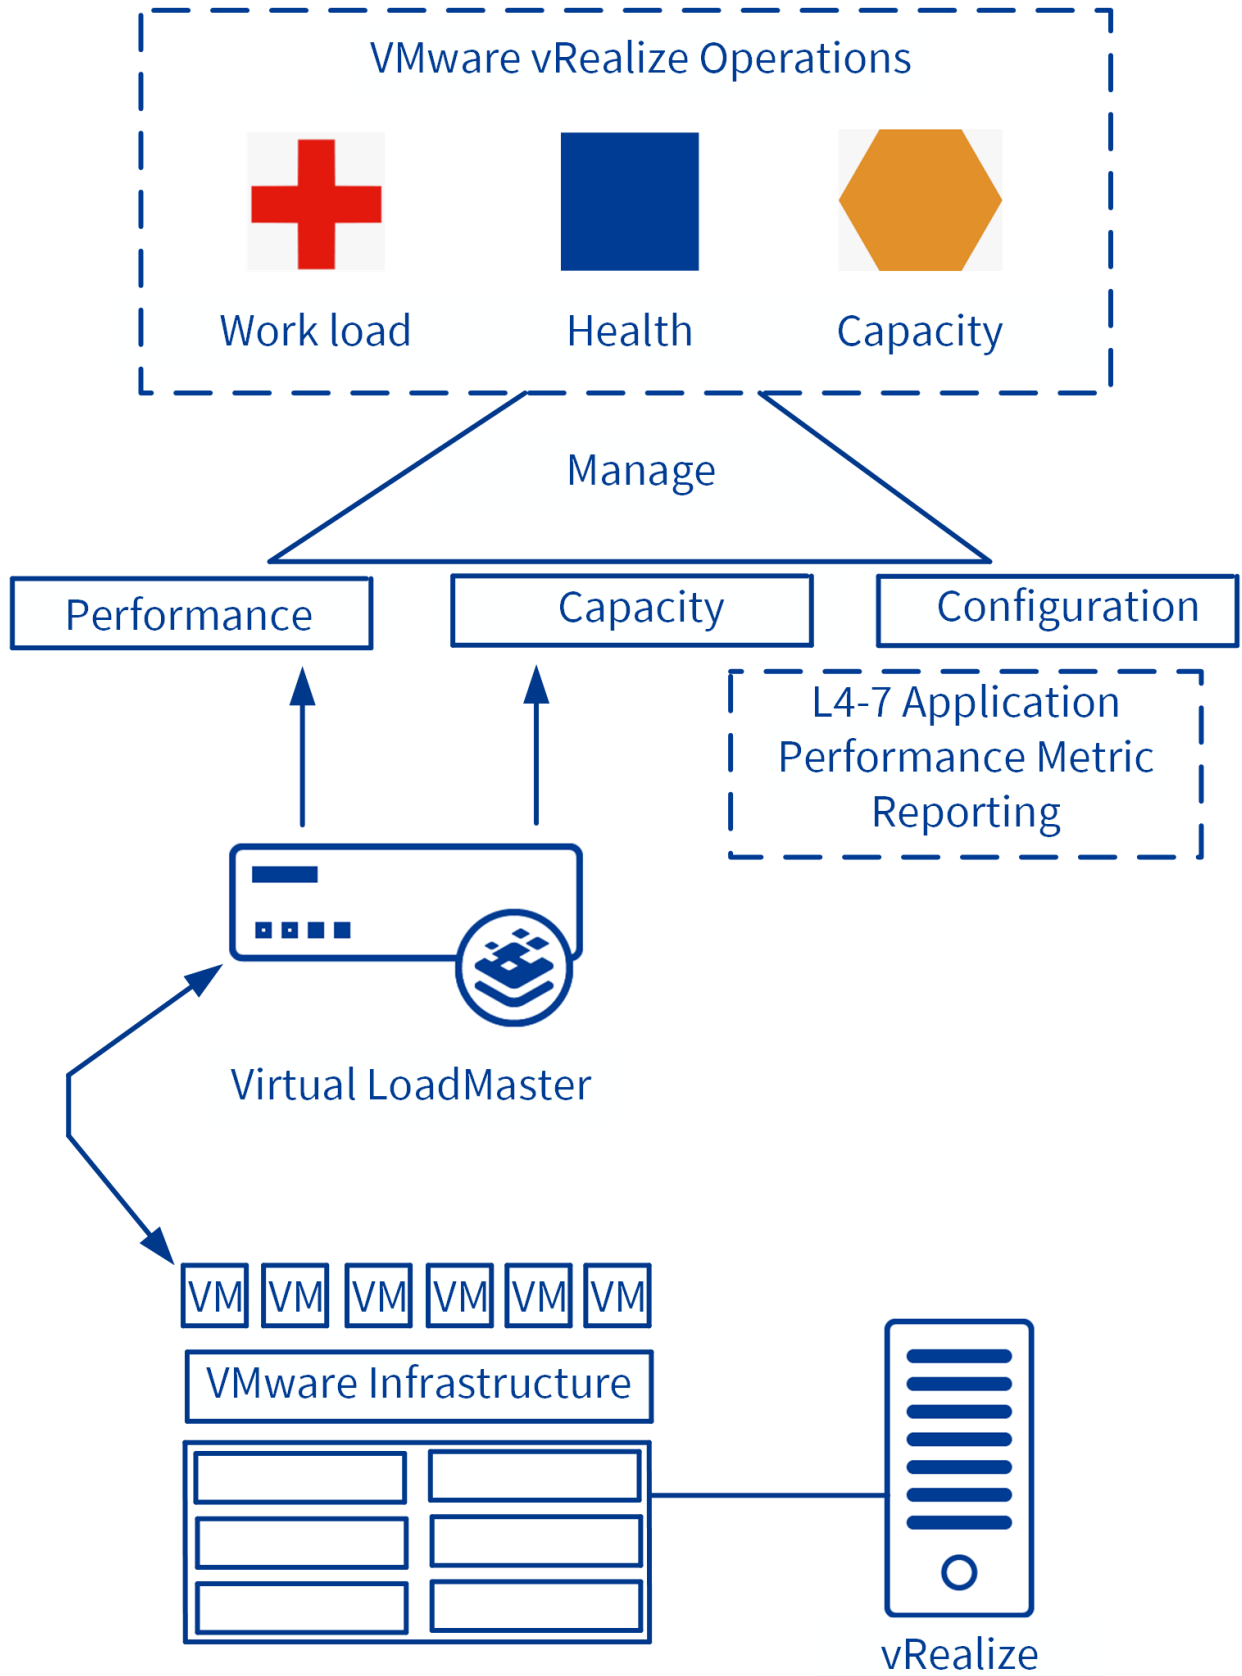 VMware vRealize Operations
Work load
Health
Capacity
Manage
Performance
Capacity
Configuration
L4-7 Application
Performance Metric
Reporting
Virtual LoadMaster
VM VM VM VM VM VM
VMware Infrastructure
vRealize